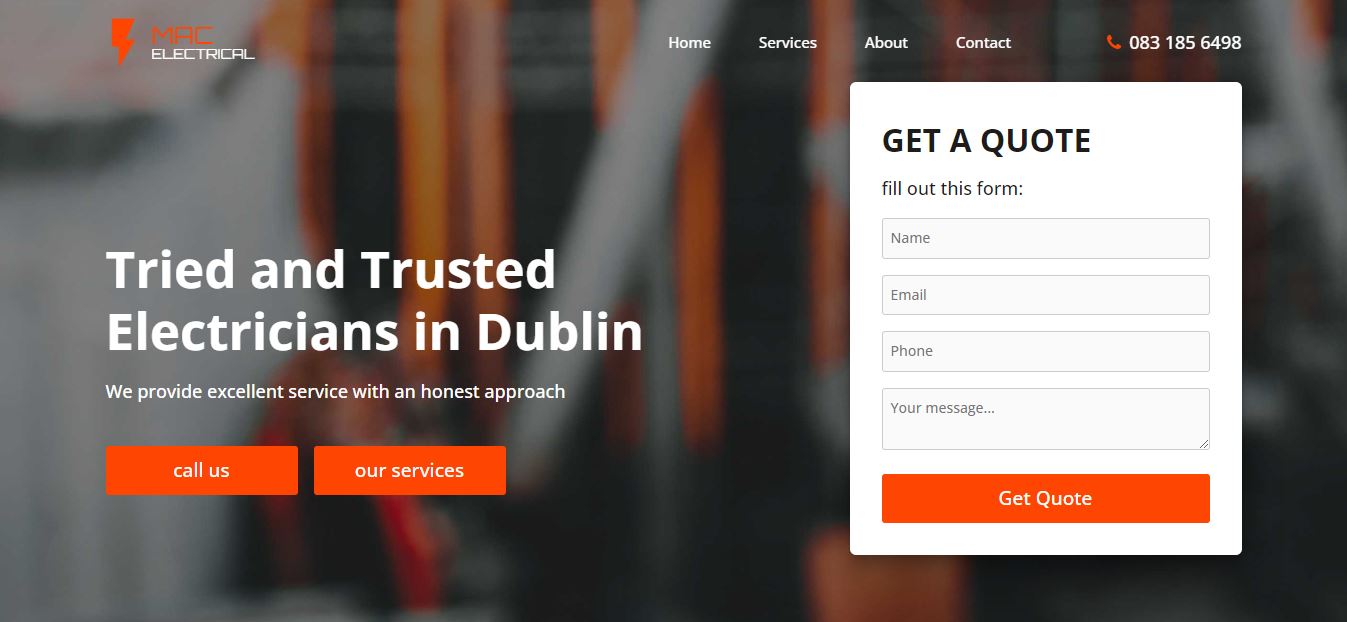 MAC
ELECTRICAL
Home
Services
About
Contact
083 185 6498
Tried and Trusted
Electricians in Dublin
We provide excellent service with an honest approach
call us
our services
GET A QUOTE
fill out this form:
Name
Email
Phone
Your message...
Get Quote